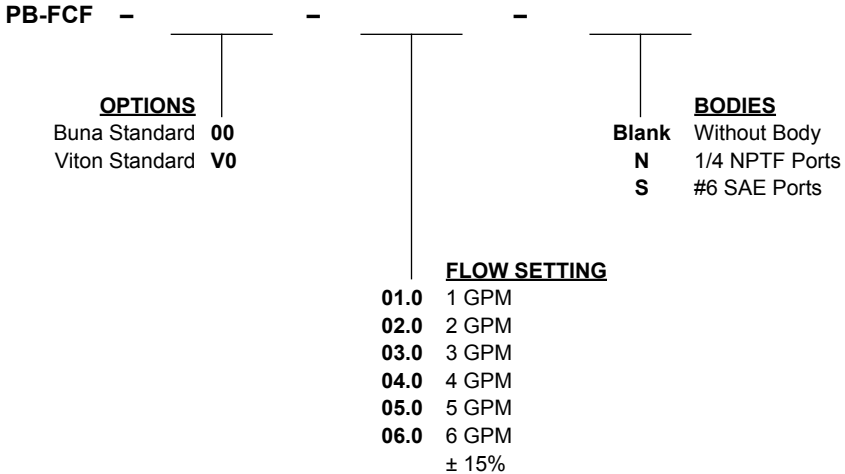 PB-FCF – – –
OPTIONS
Buna Standard 00
Viton Standard V0
BODIES
Blank Without Body
N 1/4 NPTF Ports
S #6 SAE Ports
FLOW SETTING
01.0 1 GPM
02.0 2 GPM
03.0 3 GPM
04.0 4 GPM
05.0 5 GPM
06.0 6 GPM
± 15%